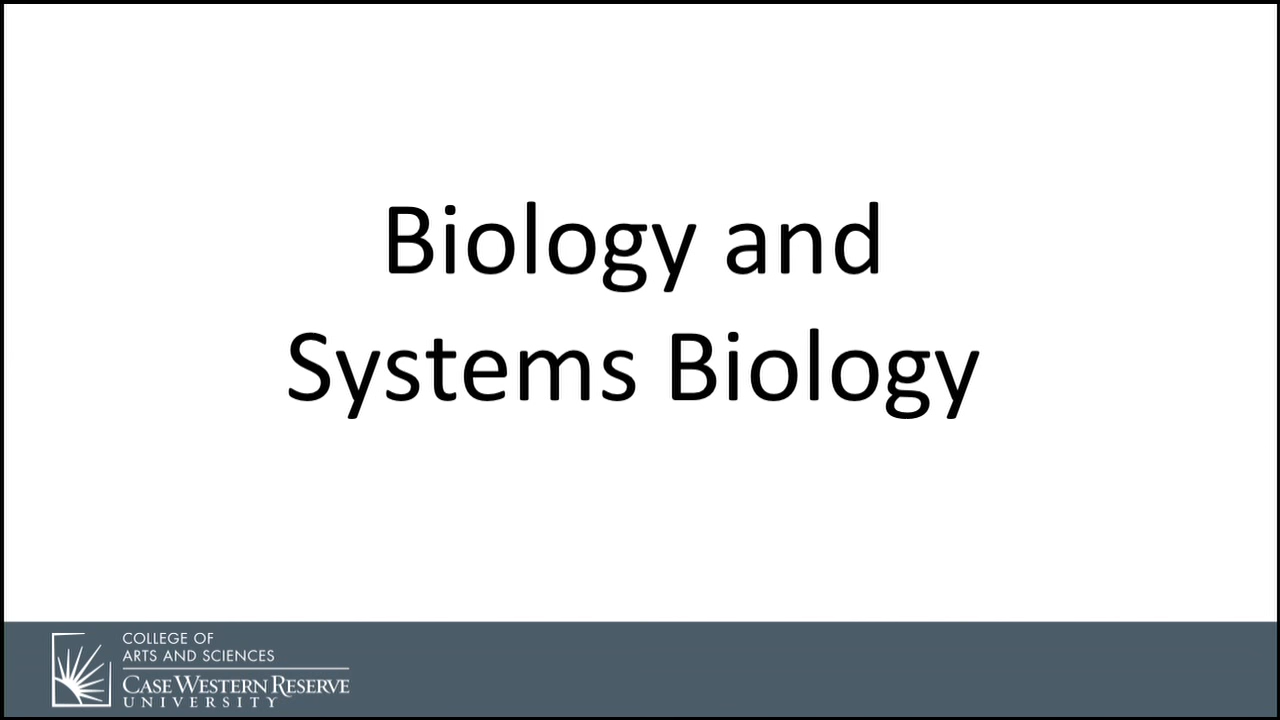 Biology and
Systems Biology
COLLEGE OF
ARTS AND SCIENCES
CASE WESTERN RESERVE
UNIVERSITY